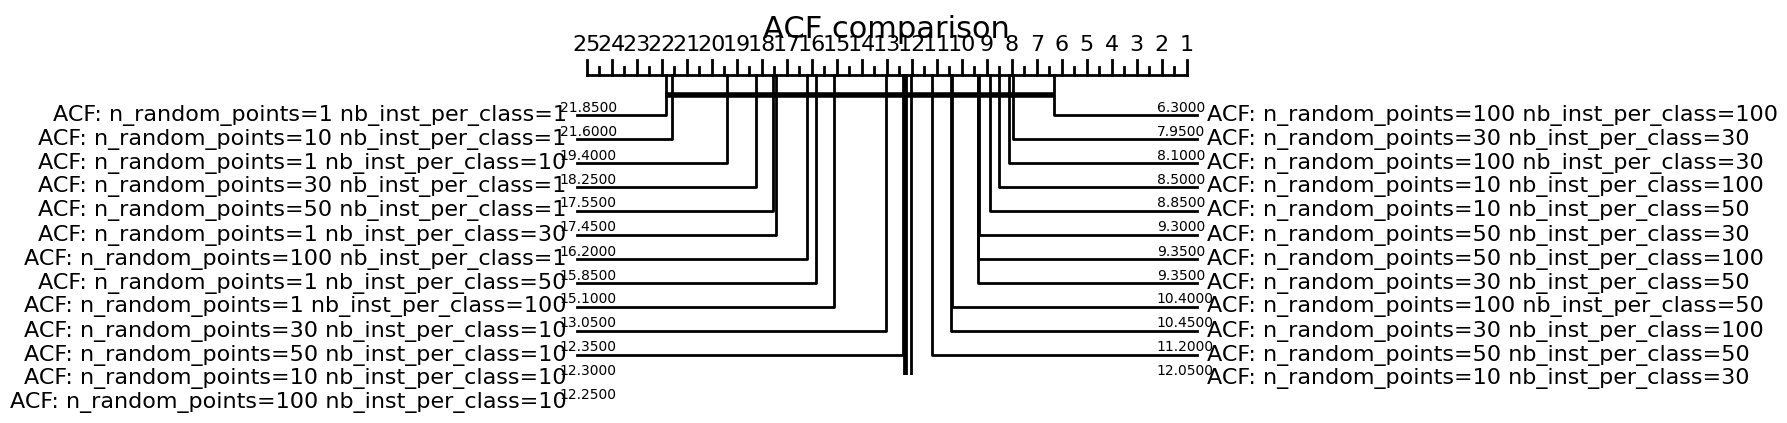 ACF comparison
25 24 23 22 21 20 19 18 17 16 15 14 13 12 11 10 9 8 7 6 5 4 3 2 1
ACF: n_random_points=1 nb_inst_per_class=1 21.8500 6.3000 ACF: n_random_points=100 nb_inst_per_class=100
ACF: n_random_points=10 nb_inst_per_class=1 21.6000 7.9500 ACF: n_random_points=30 nb_inst_per_class=30
ACF: n_random_points=1 nb_inst_per_class=10 19.4000 8.1000 ACF: n_random_points=100 nb_inst_per_class=30
ACF: n_random_points=30 nb_inst_per_class=1 18.2500 8.5000 ACF: n_random_points=10 nb_inst_per_class=100
ACF: n_random_points=50 nb_inst_per_class=1 17.5500 8.8500 ACF: n_random_points=10 nb_inst_per_class=50
ACF: n_random_points=1 nb_inst_per_class=30 17.4500 9.3000 ACF: n_random_points=50 nb_inst_per_class=30
ACF: n_random_points=100 nb_inst_per_class=1 16.2000 9.3500 ACF: n_random_points=50 nb_inst_per_class=100
ACF: n_random_points=1 nb_inst_per_class=50 15.8500 9.3500 ACF: n_random_points=30 nb_inst_per_class=50
ACF: n_random_points=1 nb_inst_per_class=100 15.1000 10.4000 ACF: n_random_points=100 nb_inst_per_class=50
ACF: n_random_points=30 nb_inst_per_class=10 13.0500 10.4500 ACF: n_random_points=30 nb_inst_per_class=100
ACF: n_random_points=50 nb_inst_per_class=10 12.3500 11.2000 ACF: n_random_points=50 nb_inst_per_class=50
ACF: n_random_points=10 nb_inst_per_class=10 12.3000 12.0500 ACF: n_random_points=10 nb_inst_per_class=30
ACF: n_random_points=100 nb_inst_per_class=10 12.2500